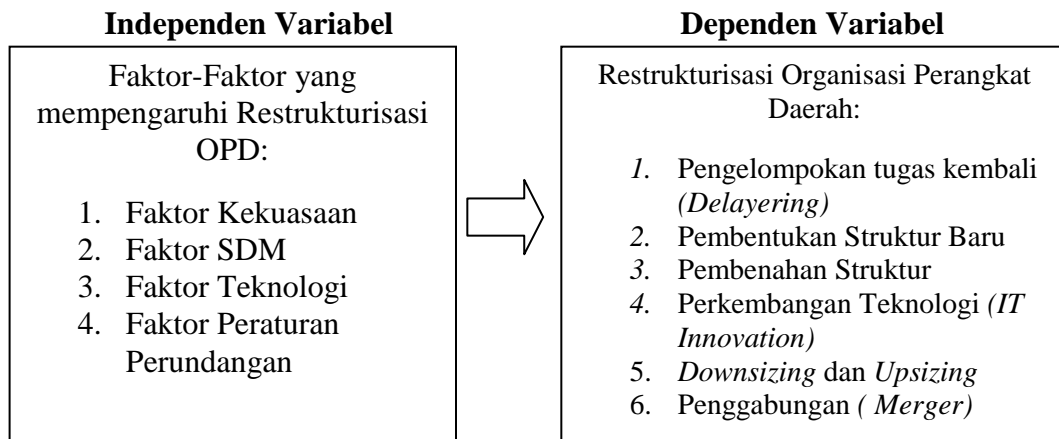 Independen Variabel
Faktor-Faktor yang
mempengaruhi Restrukturisasi
OPD:
1. Faktor Kekuasaan
2. Faktor SDM
3. Faktor Teknologi
4. Faktor Peraturan
Perundangan
Dependen Variabel
Restrukturisasi Organisasi Perangkat
Daerah:
1. Pengelompokan tugas kembali
(Delayering)
2. Pembentukan Struktur Baru
3. Pembenahan Struktur
4. Perkembangan Teknologi (IT
Innovation)
5. Downsizing dan Upsizing
6. Penggabungan ( Merger)